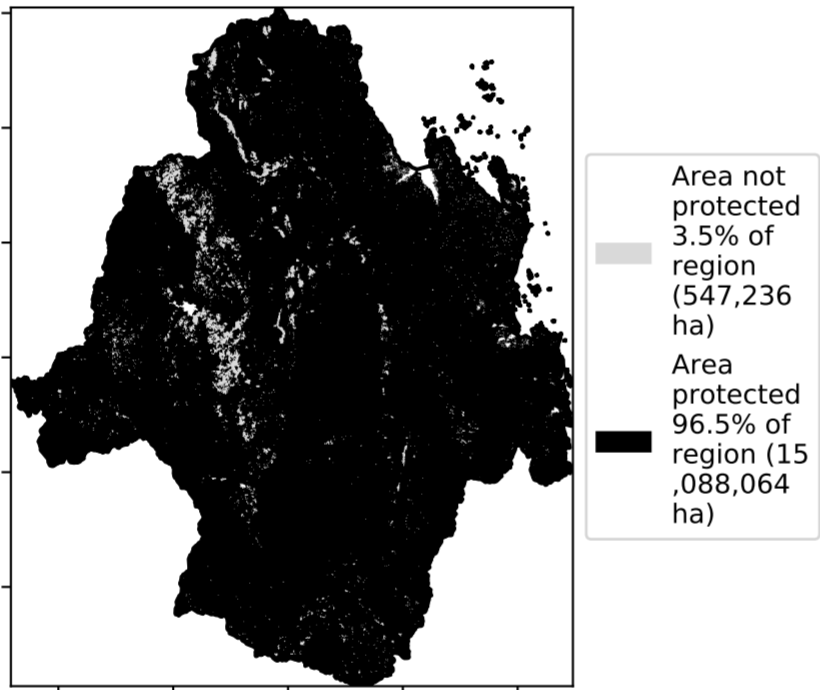 Area not
protected
3.5% of
region
(547,236
ha)
Area
protected
96.5% of
region (15
,088,064
ha)